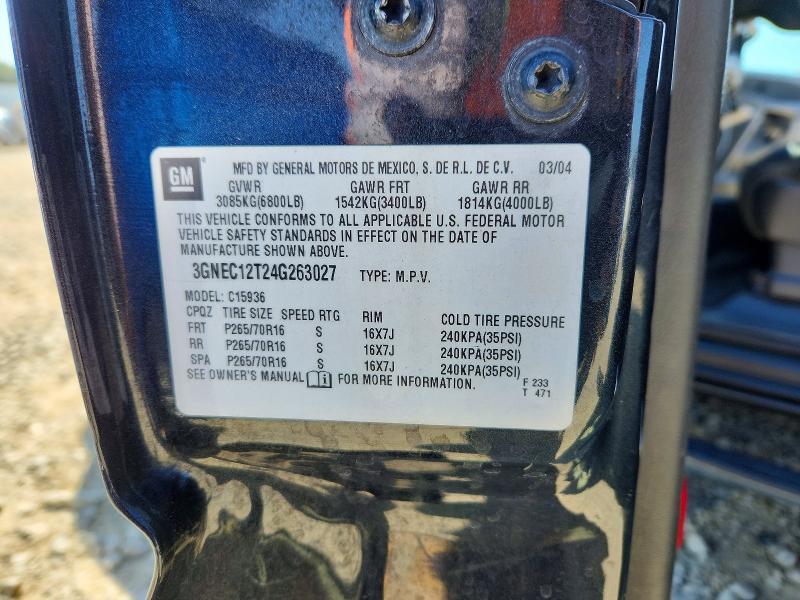 GM
MFD BY GENERAL MOTORS DE MEXICO, S. DE R.L. DE C.V. 03/04
GVWR GAWR FRT GAWR RR
3085KG(6800LB) 1542KG(3400LB) 1814KG(4000LB)
THIS VEHICLE CONFORMS TO ALL APPLICABLE U.S. FEDERAL MOTOR
VEHICLE SAFETY STANDARDS IN EFFECT ON THE DATE OF
MANUFACTURE SHOWN ABOVE.
3GNEC12T24G263027 TYPE: M.P.V.
MODEL: C15936
CPQZ TIRE SIZE SPEED RTG RIM COLD TIRE PRESSURE
FRT P265/70R16 S 16X7J 240KPA(35PSI)
RR P265/70R16 S 16X7J 240KPA(35PSI)
SPA P265/70R16 S 16X7J 240KPA(35PSI)
SEE OWNER'S MANUAL i FOR MORE INFORMATION.
F 233
T 471